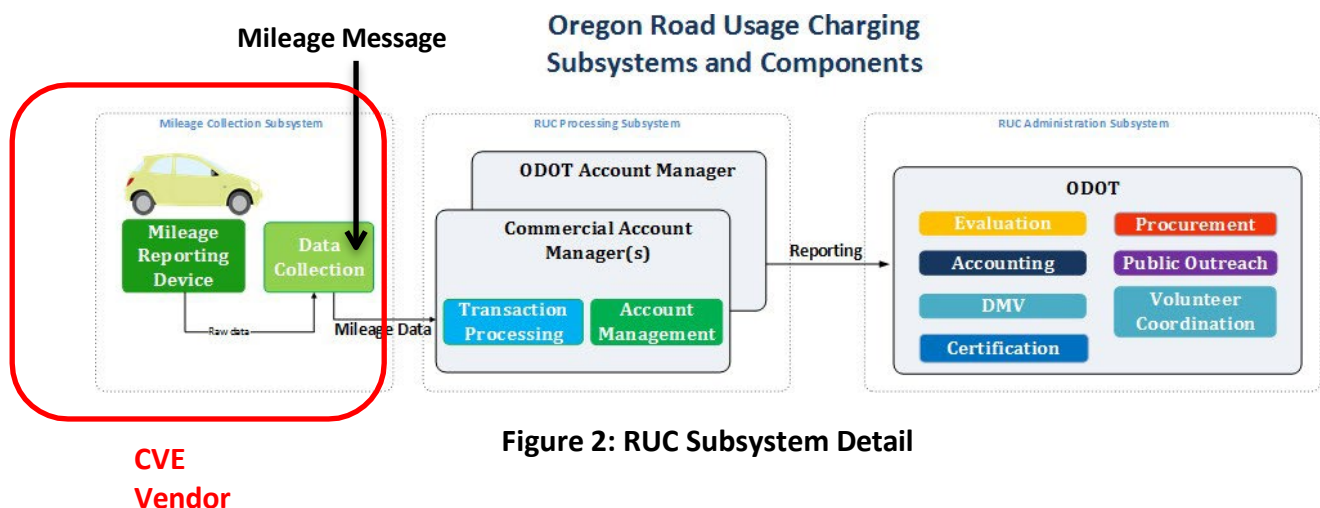 Oregon Road Usage Charging
Subsystems and Components
Mileage Message
Mileage Collection Subsystem
Mileage
Reporting
Device
Data
Collection
Raw data
Mileage Data
RUC Processing Subsystem
ODOT Account Manager
Commercial Account
Manager(s)
Transaction
Processing
Account
Management
Reporting
RUC Administration Subsystem
ODOT
Evaluation
Procurement
Accounting
Public Outreach
DMV
Volunteer
Coordination
Certification
Figure 2: RUC Subsystem Detail
CVE
Vendor